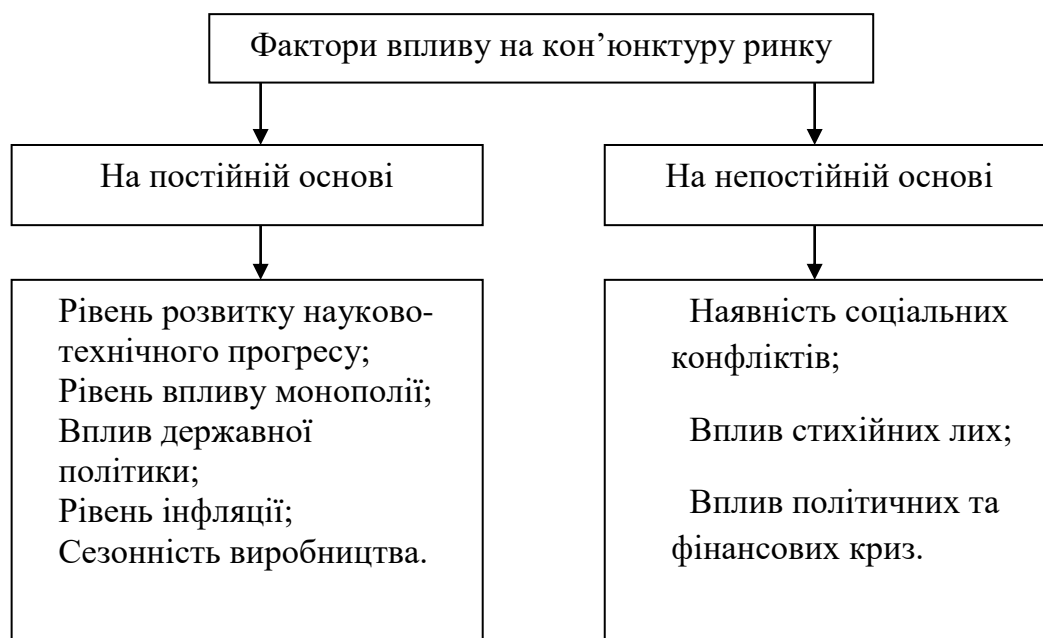 Фактори впливу на кон’юнктуру ринку
На постійній основі
На непостійній основі
Рівень розвитку науково-
технічного прогресу;
Рівень впливу монополії;
Вплив державної
політики;
Рівень інфляції;
Сезонність виробництва.
Наявність соціальних
конфліктів;
Вплив стихійних лих;
Вплив політичних та
фінансових криз.